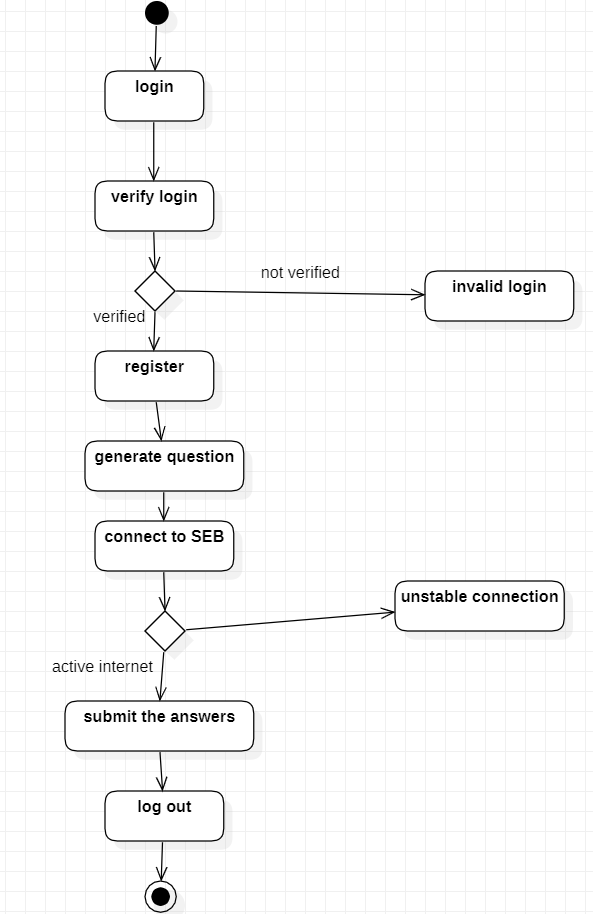 login
verify login
not verified
invalid login
verified
register
generate question
connect to SEB
unstable connection
active internet
submit the answers
log out